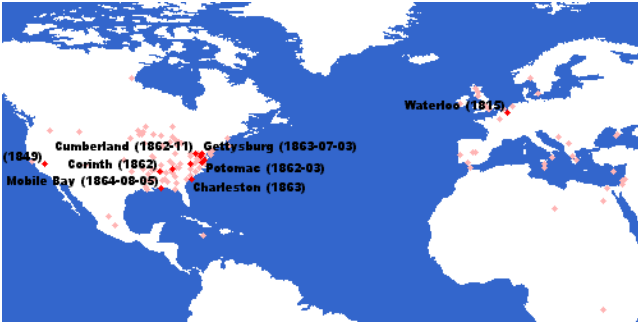 Waterloo (1815)
Cumberland (1862-11)
Gettysburg (1863-07-03)
(1849)
Corinth (1862)
Potomac (1862-03)
Mobile Bay (1864-08-05)
Charleston (1863)